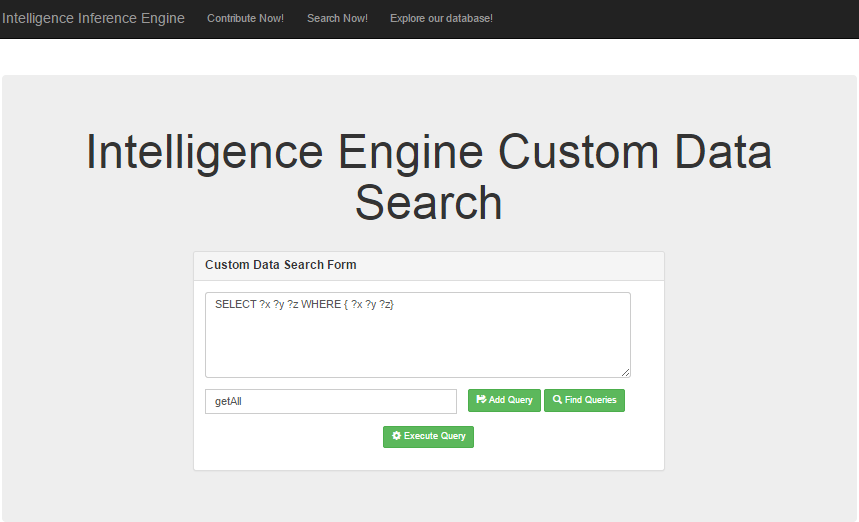 Intelligence Inference Engine Contribute Now! Search Now! Explore our database!
Intelligence Engine Custom Data
Search
Custom Data Search Form
SELECT ?x ?y ?z WHERE { ?x ?y ?z}
getAll Add Query Find Queries
Execute Query